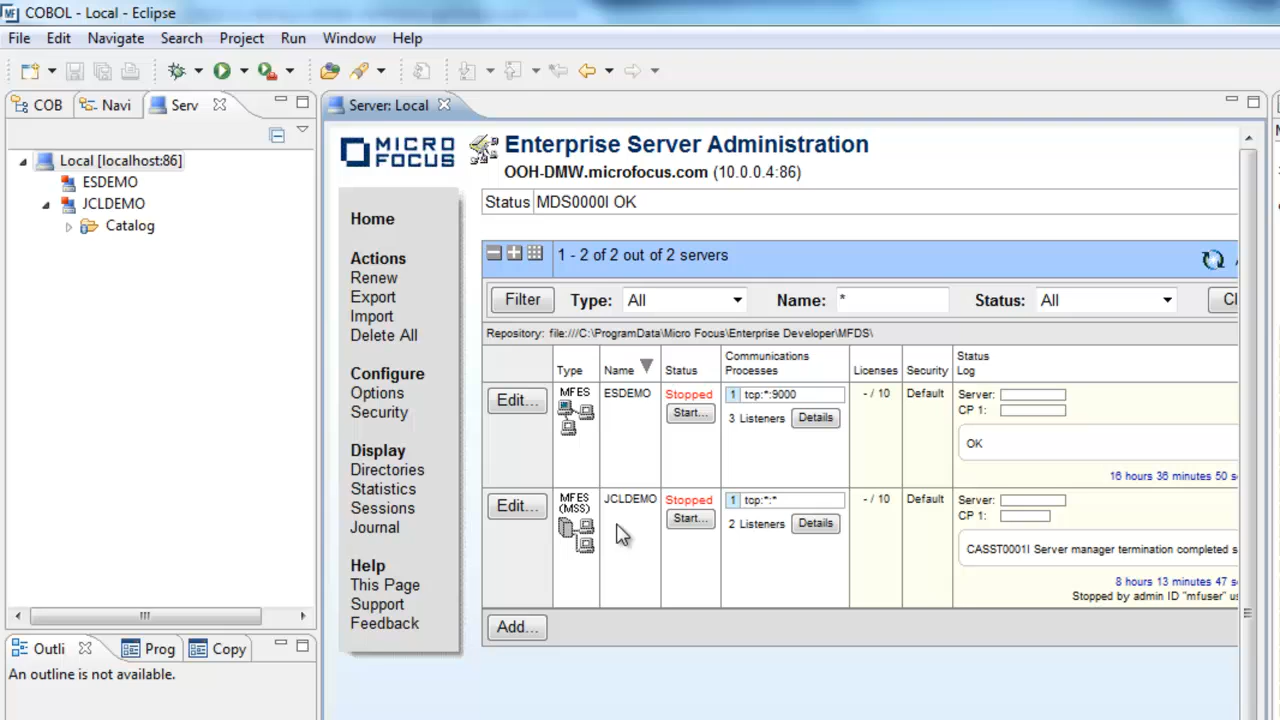 COBOL - Local - Eclipse
File Edit Navigate Search Project Run Window Help
COB Navi Serv
Server: Local
Local [localhost:86]
ESDEMO
JCLDEMO
Catalog
MICRO FOCUS
Enterprise Server Administration
OOH-DMW.microfocus.com (10.0.0.4:86)
Status MDS0000I OK
Home
Actions
Renew
Export
Import
Delete All
Configure
Options
Security
Display
Directories
Statistics
Sessions
Journal
Help
This Page
Support
Feedback
1 - 2 of 2 out of 2 servers
Filter Type: All Name: * Status: All Cl
Repository: file:///C:\ProgramData\Micro Focus\Enterprise Developer\MFDS\
Type Name Status Communications Processes Licenses Security Status Log
Edit... MFES ESDEMO Stopped 1 tcp:*:9000 - / 10 Default Server:
Start... 3 Listeners Details CP 1:
OK
16 hours 36 minutes 50 s
Edit... MFES (MSS) JCLDEMO Stopped 1 tcp:*:* - / 10 Default Server:
Start... 2 Listeners Details CP 1:
CASST0001I Server manager termination completed s
8 hours 13 minutes 47 s
Stopped by admin ID "mfuser" u
Add...
Outli Prog Copy
An outline is not available.